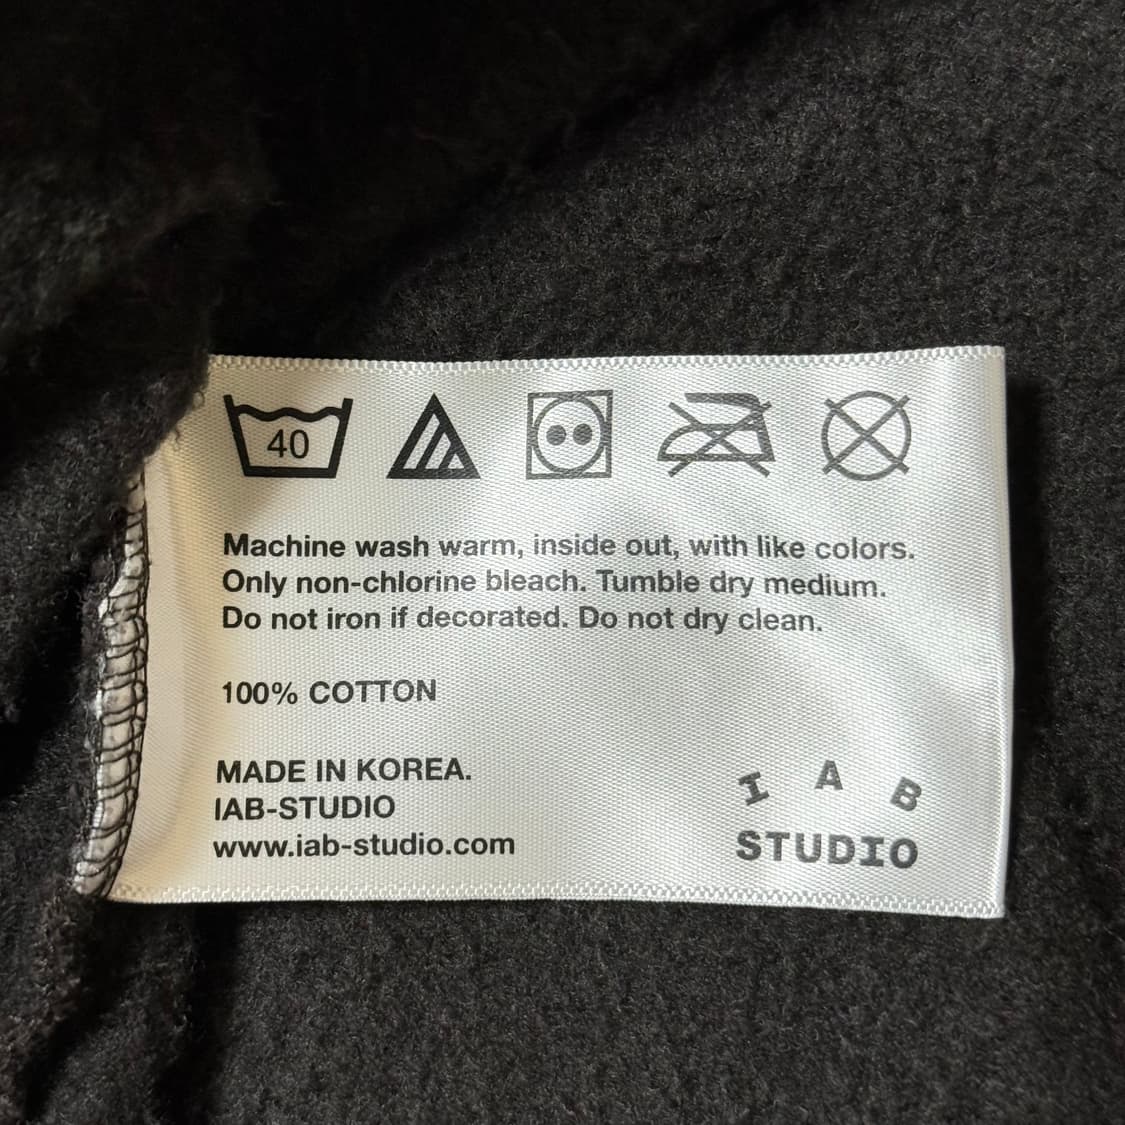 40
Machine wash warm, inside out, with like colors.
Only non-chlorine bleach. Tumble dry medium.
Do not iron if decorated. Do not dry clean.
100% COTTON
MADE IN KOREA.
IAB-STUDIO
www.iab-studio.com
I A B
STUDIO